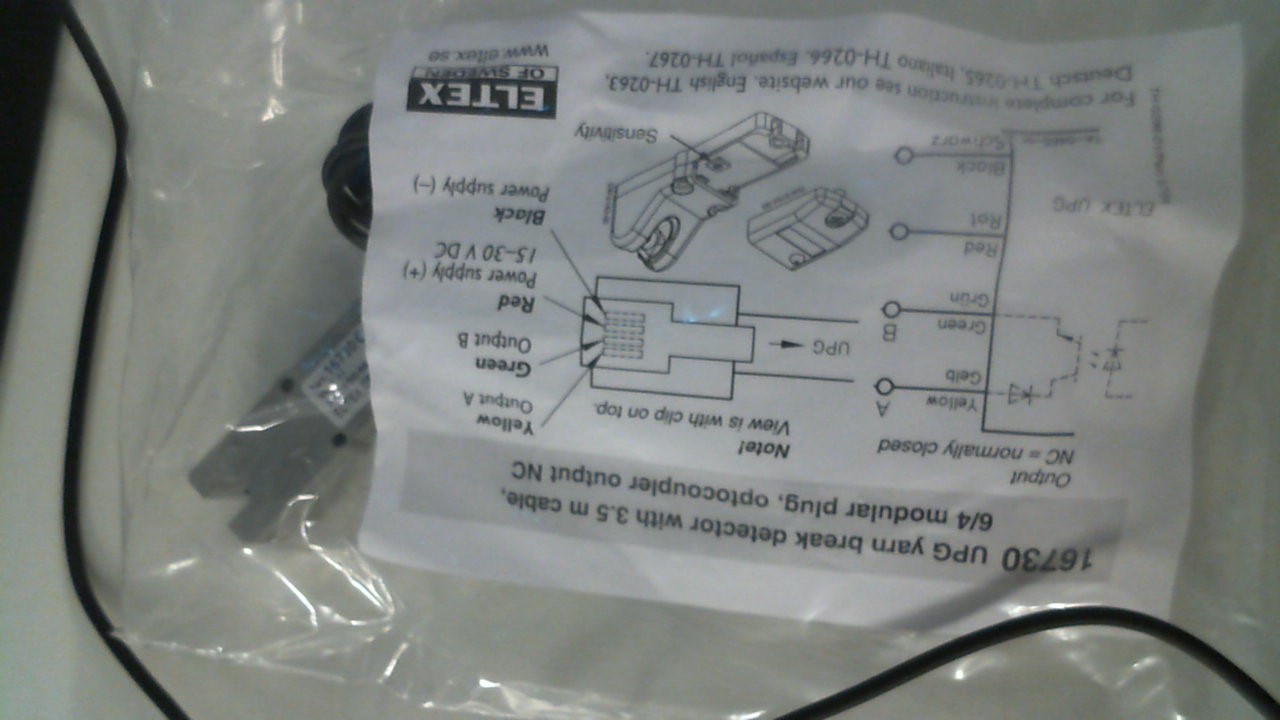 16730 UPG yarn break detector with 3.5 m cable,
6/4 modular plug, optocoupler output NC
Output
NC = normally closed
Yellow
Gelb
A
Green
Grün
B
Red
Rot
Black
Schwarz
ELTEX UPG
Note!
View is with clip on top.
UPG
Yellow
Output A
Green
Output B
Red
Power supply (+)
15-30 V DC
Black
Power supply (-)
Sensitivity
For complete instruction see our website. English TH-0263.
Deutsch TH-0265. Italiano TH-0266. Español TH-0267.
ELTEX
OF SWEDEN
www.eltex.se